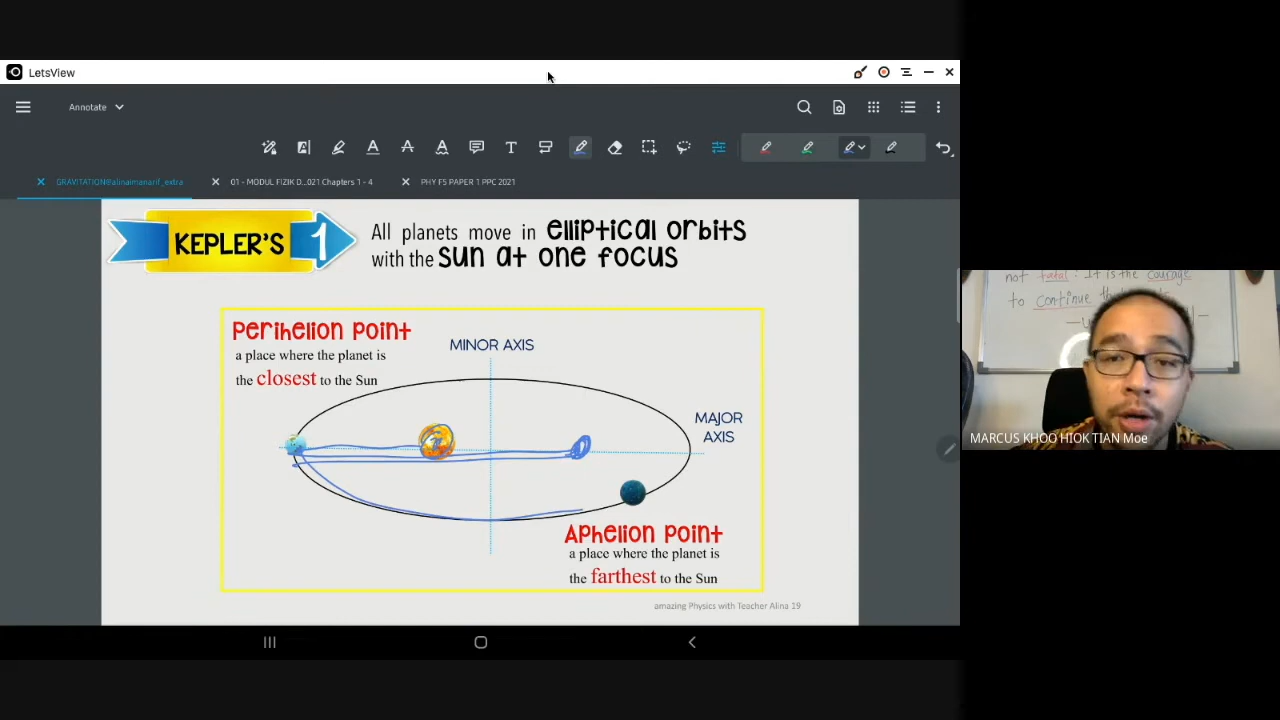 LetsView
Annotate
GRAVITATION@alinaimanarif_extra
01 - MODUL FIZIK D...021 Chapters 1 - 4
PHY F5 PAPER 1 PPC 2021
KEPLER'S 1
All planets move in elliptical orbits
with the Sun at one focus
Perihelion point
a place where the planet is
the closest to the Sun
MINOR AXIS
MAJOR
AXIS
Aphelion point
a place where the planet is
the farthest to the Sun
amazing Physics with Teacher Alina 19
not fatal: It is the courage
to continue
MARCUS KHOO HIOK TIAN Moe